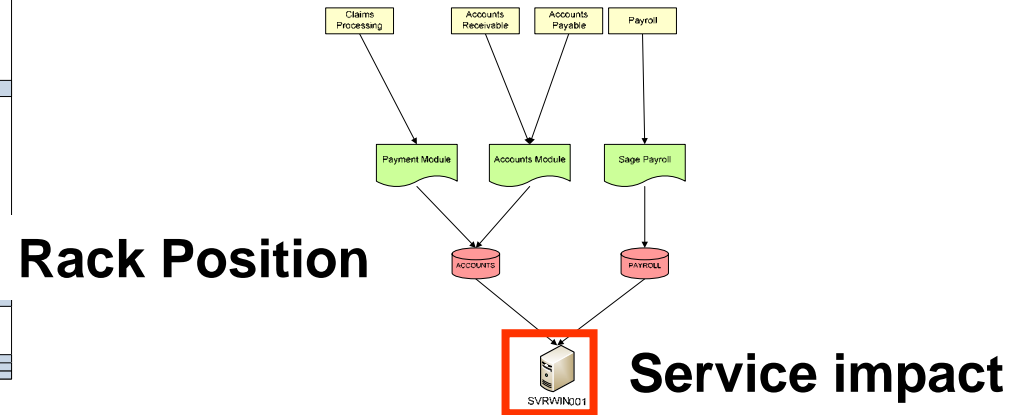 Claims
Processing
Accounts
Receivable
Accounts
Payable
Payroll
Payment Module
Accounts Module
Sage Payroll
Rack Position
ACCOUNTS
PAYROLL
SVRWIN001
Service impact